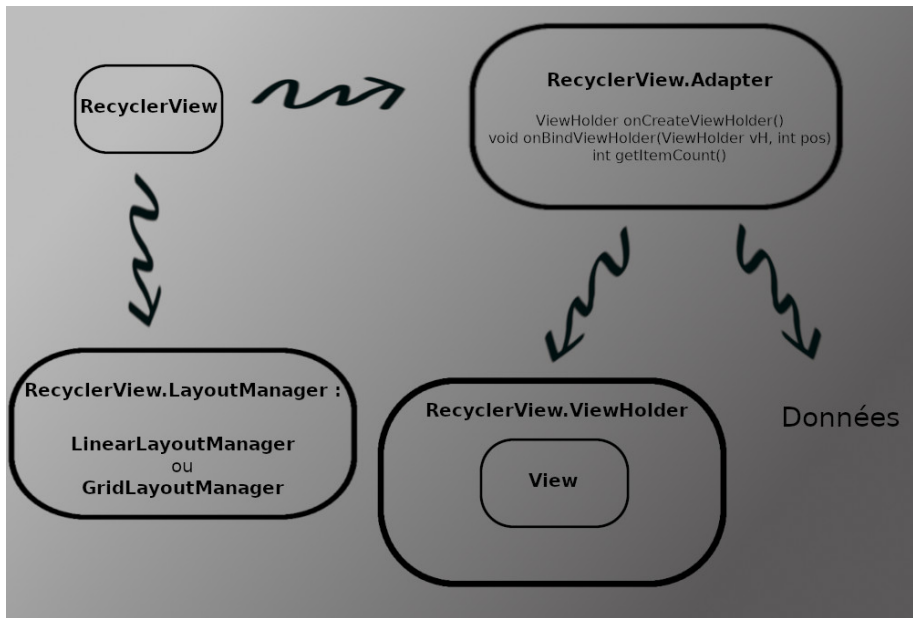 RecyclerView
RecyclerView.Adapter
ViewHolder onCreateViewHolder()
void onBindViewHolder(ViewHolder vH, int pos)
int getItemCount()
RecyclerView.LayoutManager :
LinearLayoutManager
ou
GridLayoutManager
RecyclerView.ViewHolder
View
Données